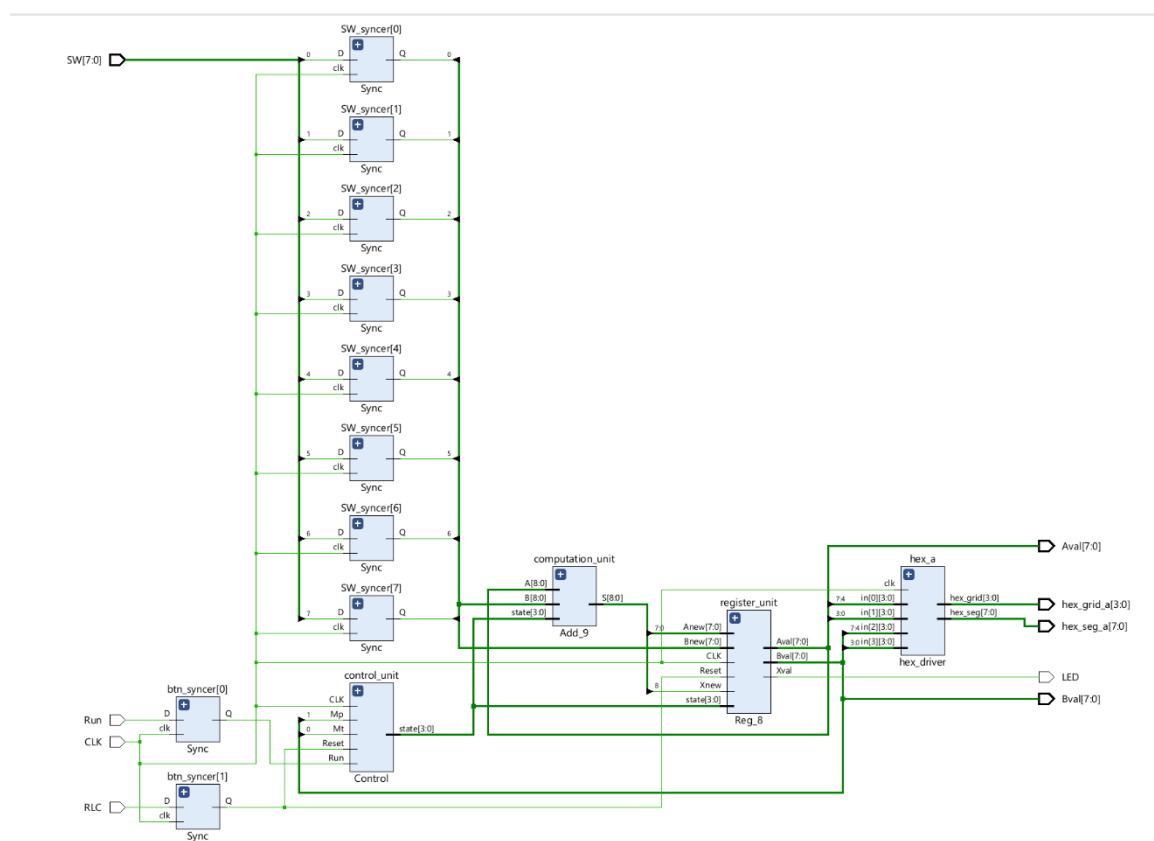 SW[7:0]
SW_syncer[0]
0
D
Q
0
clk
Sync
SW_syncer[1]
1
D
Q
1
clk
Sync
SW_syncer[2]
2
D
Q
2
clk
Sync
SW_syncer[3]
3
D
Q
3
clk
Sync
SW_syncer[4]
4
D
Q
4
clk
Sync
SW_syncer[5]
5
D
Q
5
clk
Sync
SW_syncer[6]
6
D
Q
6
clk
Sync
SW_syncer[7]
7
D
Q
7
clk
Sync
btn_syncer[0]
Run
D
Q
CLK
clk
Sync
btn_syncer[1]
RLC
D
Q
clk
Sync
control_unit
CLK
1
Mp
0
Mt
state[3:0]
Reset
Run
Control
computation_unit
A[8:0]
B[8:0]
S[8:0]
state[3:0]
Add_9
register_unit
7:0
Anew[7:0]
Aval[7:0]
Bnew[7:0]
Bval[7:0]
CLK
Xval
Reset
8
Xnew
state[3:0]
Reg_8
hex_a
clk
7:4
in[0][3:0]
hex_grid[3:0]
3:0
in[1][3:0]
hex_seg[7:0]
7:4
in[2][3:0]
3:0
in[3][3:0]
hex_driver
Aval[7:0]
hex_grid_a[3:0]
hex_seg_a[7:0]
LED
Bval[7:0]